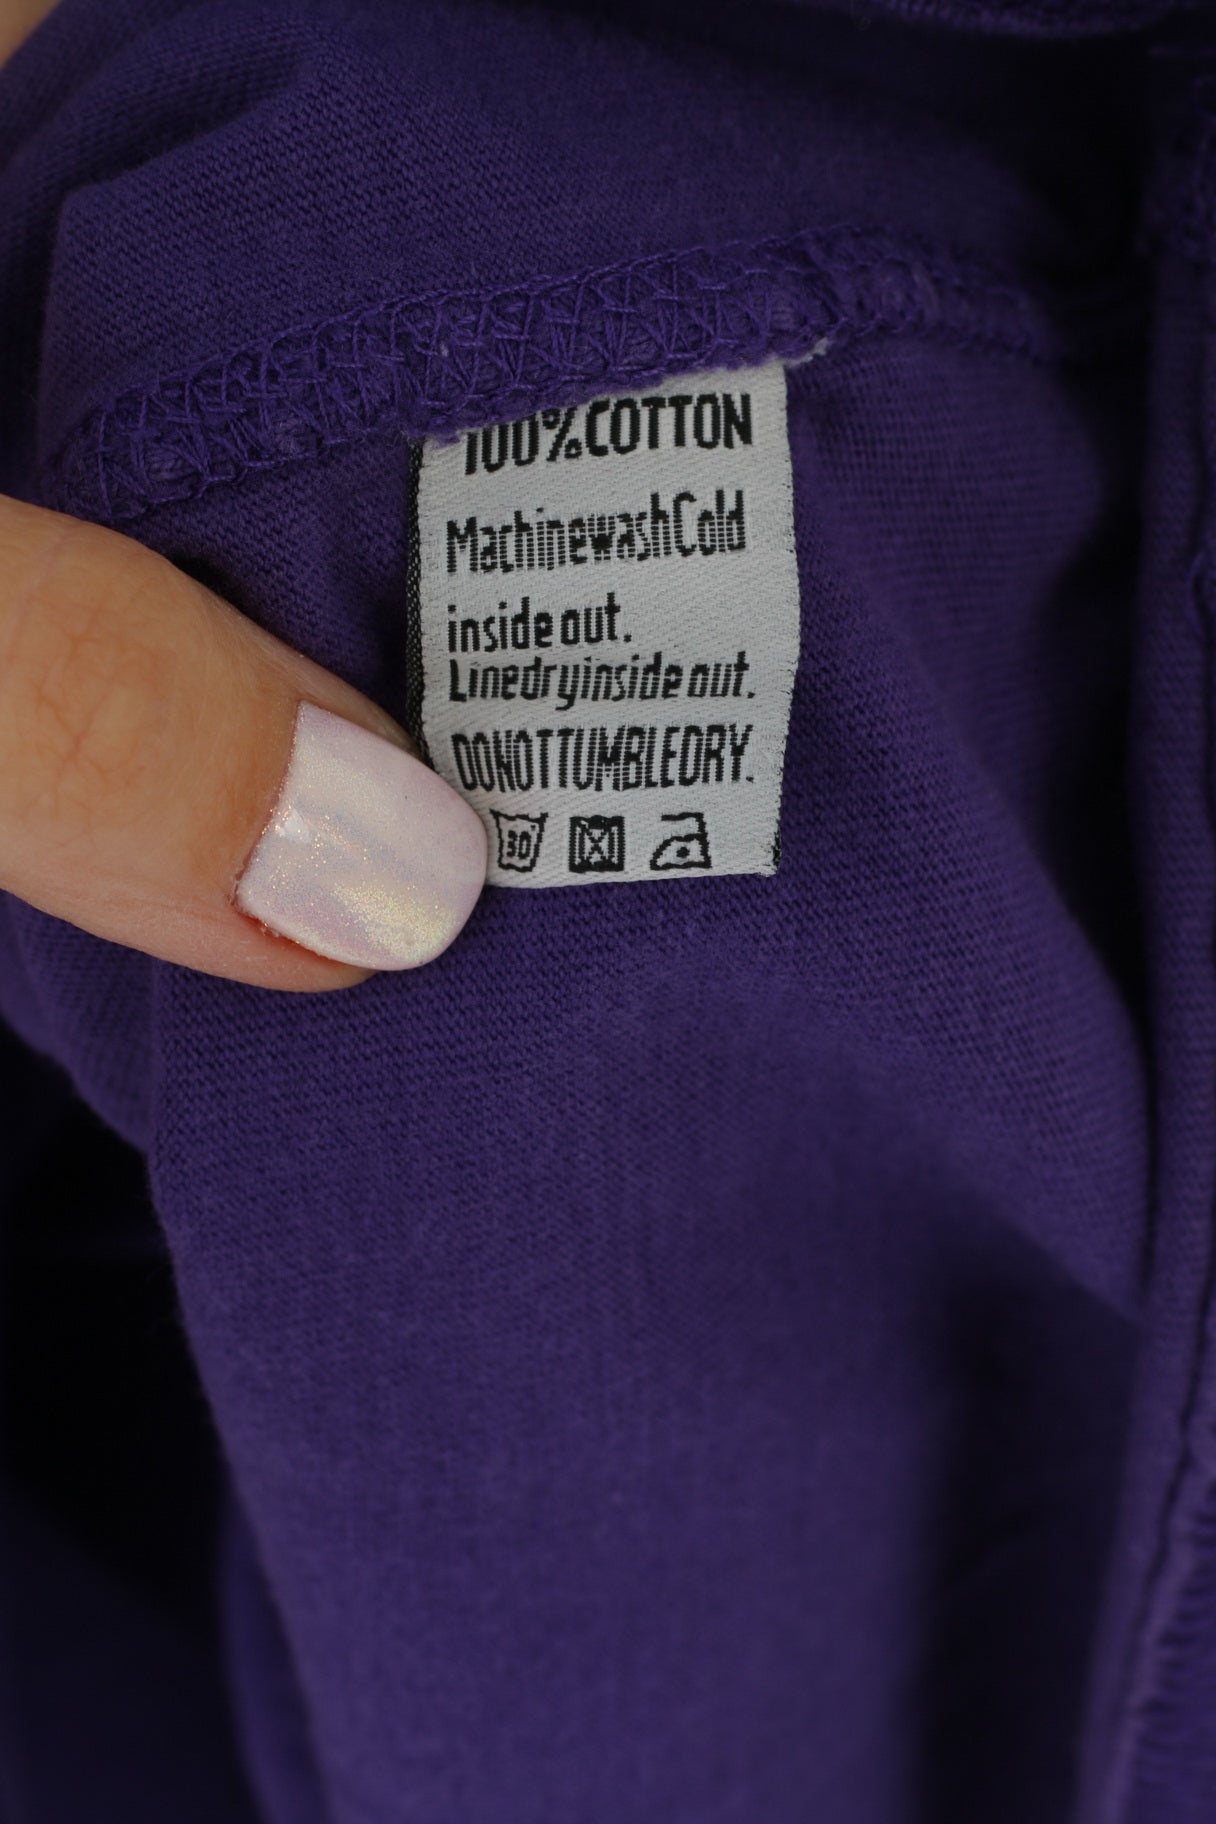 100%COTTON
MachinewashCold
inside out.
Linedryinside out.
DONOTTUMBLEDRY.
30